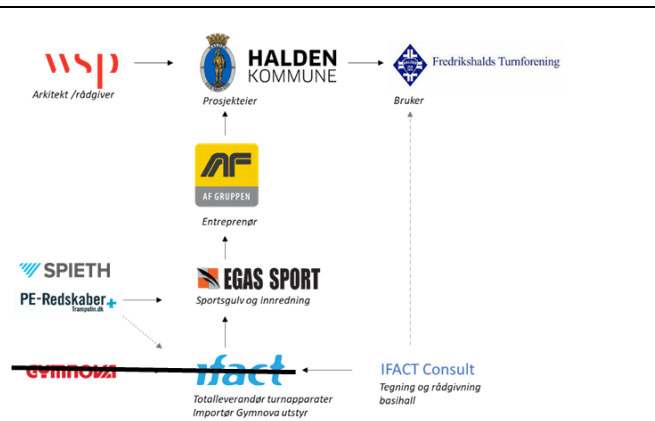 wsp
Arkitekt /rådgiver
HALDEN
KOMMUNE
Prosjekteier
Fredrikshalds Turnforening
Bruker
AF
AF GRUPPEN
Entreprenør
SPIETH
PE-Redskaber
Trampolin.dk
EGAS SPORT
Sportsgulv og innredning
GYMNOVA
ifact
Totalleverandør turnapparater
Importør Gymnova utstyr
IFACT Consult
Tegning og rådgivning
basihall